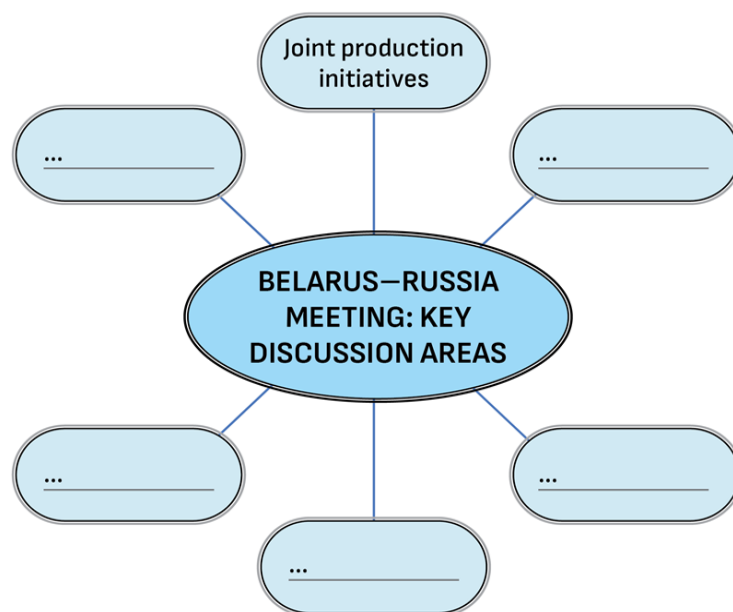 Joint production
initiatives
...
...
BELARUS–RUSSIA
MEETING: KEY
DISCUSSION AREAS
...
...
...